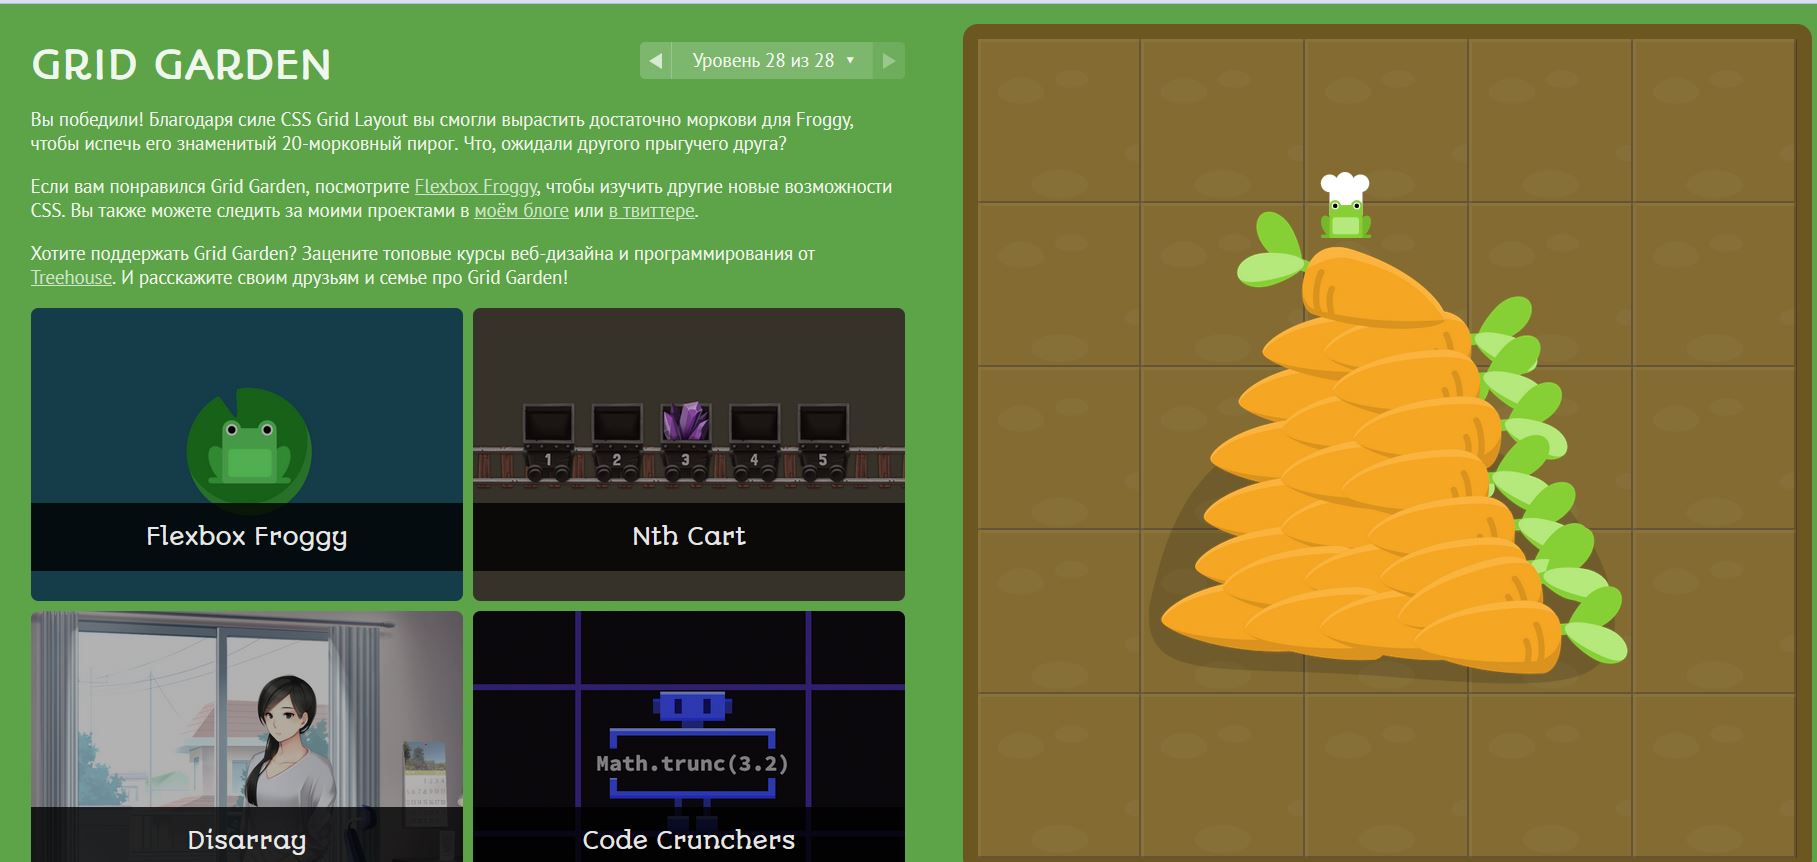 GRID GARDEN
Уровень 28 из 28
Вы победили! Благодаря силе CSS Grid Layout вы смогли вырастить достаточно моркови для Froggy,
чтобы испечь его знаменитый 20-морковный пирог. Что, ожидали другого прыгучего друга?
Если вам понравился Grid Garden, посмотрите Flexbox Froggy, чтобы изучить другие новые возможности
CSS. Вы также можете следить за моими проектами в моём блоге или в твиттере.
Хотите поддержать Grid Garden? Зацените топовые курсы веб-дизайна и программирования от
Treehouse. И расскажите своим друзьям и семье про Grid Garden!
1 2 3 4 5
Flexbox Froggy
Nth Cart
Math.trunc(3.2)
Disarray
Code Crunchers